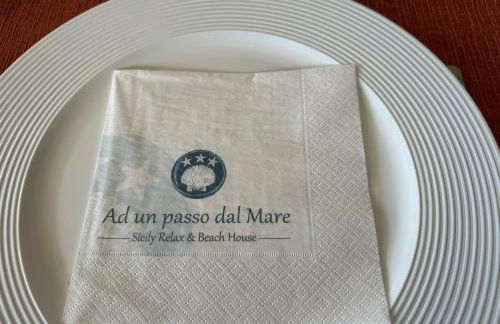 Ad un passo dal Mare
Sicily Relax & Beach House